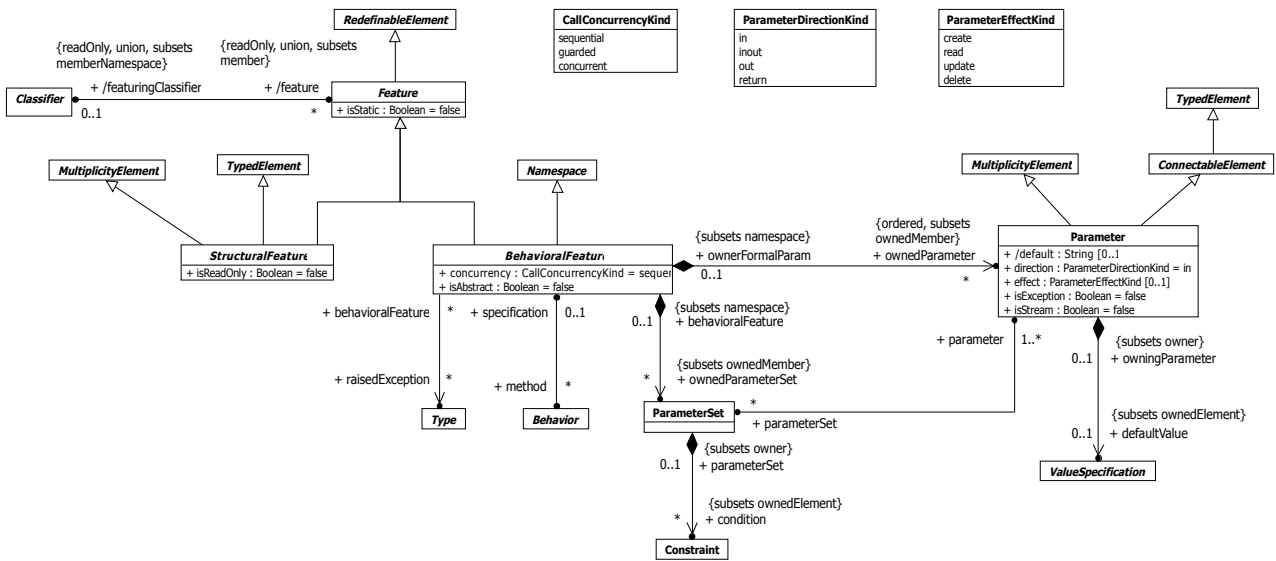 RedefinableElement
CallConcurrencyKind
sequential
guarded
concurrent
ParameterDirectionKind
in
inout
out
return
ParameterEffectKind
create
read
update
delete
{readOnly, union, subsets
memberNamespace}
{readOnly, union, subsets
member}
+ /featuringClassifier
+ /feature
Classifier
0..1
*
Feature
+ isStatic : Boolean = false
TypedElement
MultiplicityElement
TypedElement
Namespace
MultiplicityElement
ConnectableElement
StructuralFeature
+ isReadOnly : Boolean = false
BehavioralFeature
+ concurrency : CallConcurrencyKind = sequer
+ isAbstract : Boolean = false
{subsets namespace}
+ ownerFormalParam
0..1
{ordered, subsets
ownedMember}
+ ownedParameter
*
Parameter
+ /default : String [0..1
+ direction : ParameterDirectionKind = in
+ effect : ParameterEffectKind [0..1]
+ isException : Boolean = false
+ isStream : Boolean = false
+ behavioralFeature
*
+ specification
0..1
0..1
{subsets namespace}
+ behavioralFeature
+ parameter
1..*
0..1
{subsets owner}
+ owningParameter
+ raisedException
*
+ method
*
*
{subsets ownedMember}
+ ownedParameterSet
Type
Behavior
ParameterSet
*
+ parameterSet
{subsets ownedElement}
0..1
+ defaultValue
ValueSpecification
{subsets owner}
0..1
+ parameterSet
{subsets ownedElement}
*
+ condition
Constraint